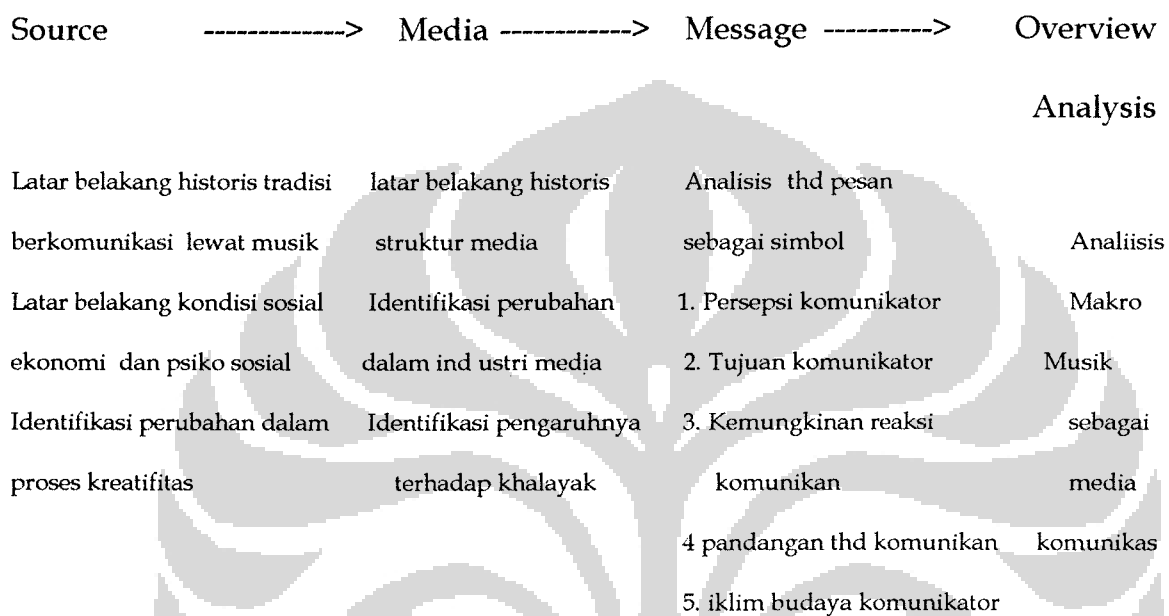 Source -------------> Media ------------> Message ----------> Overview
Analysis
Latar belakang historis tradisi latar belakang historis Analisis thd pesan
berkomunikasi lewat musik struktur media sebagai simbol Analiisis
Latar belakang kondisi sosial Identifikasi perubahan 1. Persepsi komunikator Makro
ekonomi dan psiko sosial dalam ind ustri media 2. Tujuan komunikator Musik
Identifikasi perubahan dalam Identifikasi pengaruhnya 3. Kemungkinan reaksi sebagai
proses kreatifitas terhadap khalayak komunikan media
4 pandangan thd komunikan komunikas
5. iklim budaya komunikator